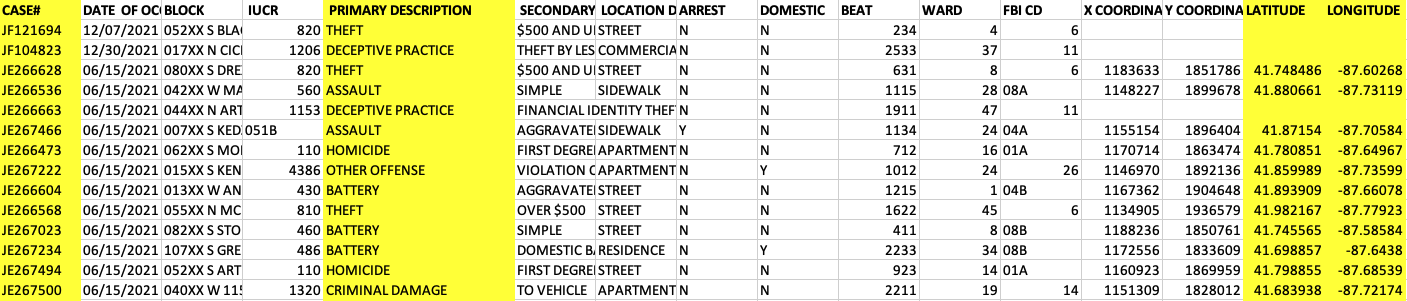 CASE# DATE OF OC BLOCK IUCR PRIMARY DESCRIPTION SECONDARY LOCATION D ARREST DOMESTIC BEAT WARD FBI CD X COORDINA Y COORDINA LATITUDE LONGITUDE
JF121694 12/07/2021 052XX S BLA 820 THEFT $500 AND U STREET N N 234 4 6
JF104823 12/30/2021 017XX N CIC 1206 DECEPTIVE PRACTICE THEFT BY LES COMMERCIA N N 2533 37 11
JE266628 06/15/2021 080XX S DRE 820 THEFT $500 AND U STREET N N 631 8 6 1183633 1851786 41.748486 -87.60268
JE266536 06/15/2021 042XX W MA 560 ASSAULT SIMPLE SIDEWALK N N 1115 28 08A 1148227 1899678 41.880661 -87.73119
JE266663 06/15/2021 044XX N ART 1153 DECEPTIVE PRACTICE FINANCIAL IDENTITY THEF N N 1911 47 11
JE267466 06/15/2021 007XX S KED 051B ASSAULT AGGRAVATE SIDEWALK Y N 1134 24 04A 1155154 1896404 41.87154 -87.70584
JE266473 06/15/2021 062XX S MO 110 HOMICIDE FIRST DEGRE APARTMENT N N 712 16 01A 1170714 1863474 41.780851 -87.64967
JE267222 06/15/2021 015XX S KEN 4386 OTHER OFFENSE VIOLATION O APARTMENT N Y 1012 24 26 1146970 1892136 41.859989 -87.73599
JE266604 06/15/2021 013XX W AN 430 BATTERY AGGRAVATE STREET N N 1215 1 04B 1167362 1904648 41.893909 -87.66078
JE266568 06/15/2021 055XX N MC 810 THEFT OVER $500 STREET N N 1622 45 6 1134905 1936579 41.982167 -87.77923
JE267023 06/15/2021 082XX S STO 460 BATTERY SIMPLE STREET N N 411 8 08B 1188236 1850761 41.745565 -87.58584
JE267234 06/15/2021 107XX S GRE 486 BATTERY DOMESTIC BA RESIDENCE N Y 2233 34 08B 1172556 1833609 41.698857 -87.6438
JE267494 06/15/2021 052XX S ART 110 HOMICIDE FIRST DEGRE STREET N N 923 14 01A 1160923 1869959 41.798855 -87.68539
JE267500 06/15/2021 040XX W 115 1320 CRIMINAL DAMAGE TO VEHICLE APARTMENT N N 2211 19 14 1151309 1828012 41.683938 -87.72174